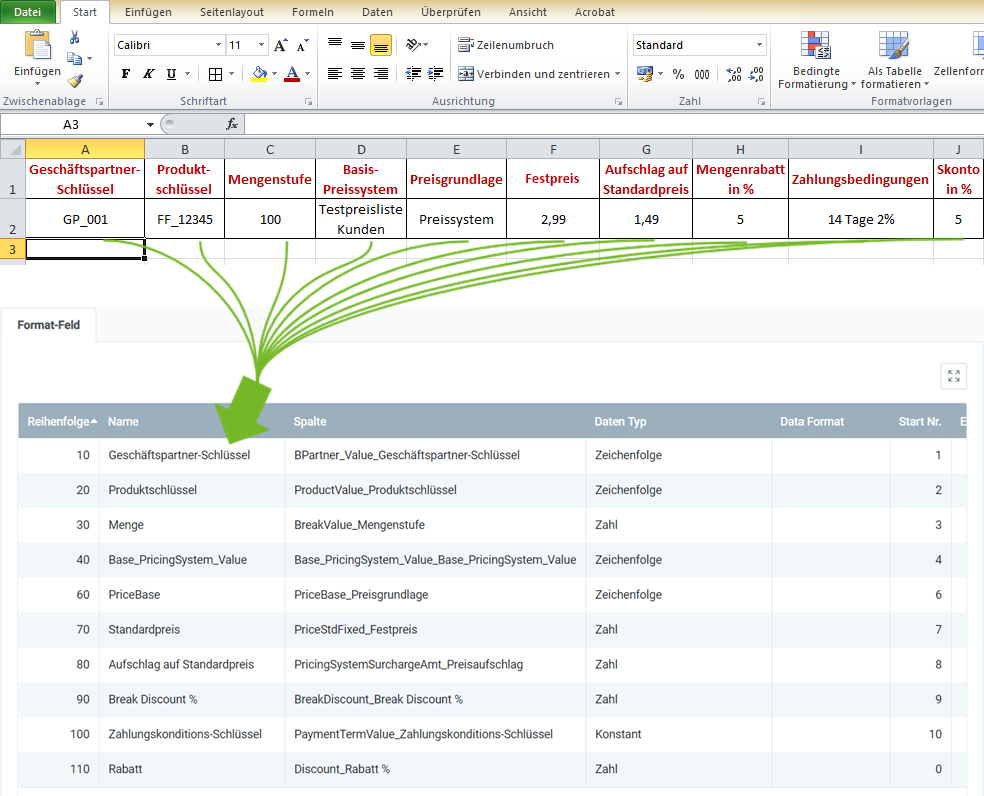 Datei Start Einfügen Seitenlayout Formeln Daten Überprüfen Ansicht Acrobat
Einfügen Calibri 11 A A Zeilenumbruch Standard
F K U Verbinden und zentrieren % 000 Bedingte Formatierung Als Tabelle formatieren Zellenform
Zwischenablage Schriftart Ausrichtung Zahl Formatvorlagen
A3 fx
A B C D E F G H I J
1 Geschäftspartner-Schlüssel Produkt-schlüssel Mengenstufe Basis-Preissystem Preisgrundlage Festpreis Aufschlag auf Standardpreis Mengenrabatt in % Zahlungsbedingungen Skonto in %
2 GP_001 FF_12345 100 Testpreisliste Kunden Preissystem 2,99 1,49 5 14 Tage 2% 5
3
Format-Feld
Reihenfolge Name Spalte Daten Typ Data Format Start Nr. E
10 Geschäftspartner-Schlüssel BPartner_Value_Geschäftspartner-Schlüssel Zeichenfolge 1
20 Produktschlüssel ProductValue_Produktschlüssel Zeichenfolge 2
30 Menge BreakValue_Mengenstufe Zahl 3
40 Base_PricingSystem_Value Base_PricingSystem_Value_Base_PricingSystem_Value Zeichenfolge 4
60 PriceBase PriceBase_Preisgrundlage Zeichenfolge 6
70 Standardpreis PriceStdFixed_Festpreis Zahl 7
80 Aufschlag auf Standardpreis PricingSystemSurchargeAmt_Preisaufschlag Zahl 8
90 Break Discount % BreakDiscount_Break Discount % Zahl 9
100 Zahlungskonditions-Schlüssel PaymentTermValue_Zahlungskonditions-Schlüssel Konstant 10
110 Rabatt Discount_Rabatt % Zahl 0